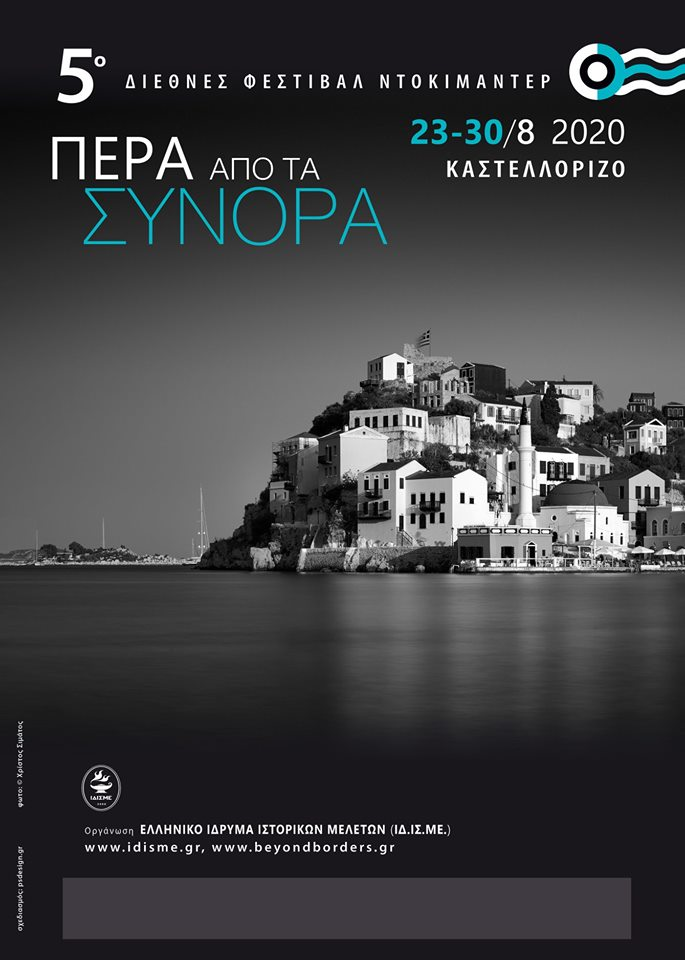 5ο ΔΙΕΘΝΕΣ ΦΕΣΤΙΒΑΛ ΝΤΟΚΙΜΑΝΤΕΡ
23-30/8 2020
ΚΑΣΤΕΛΛΟΡΙΖΟ
ΠΕΡΑ ΑΠΟ ΤΑ
ΣΥΝΟΡΑ
ΙΔΙΣΜΕ
Οργάνωση ΕΛΛΗΝΙΚΟ ΙΔΡΥΜΑ ΙΣΤΟΡΙΚΩΝ ΜΕΛΕΤΩΝ (ΙΔ.ΙΣ.ΜΕ.)
www.idisme.gr, www.beyondborders.gr
φωτο: © Χρίστος Σιμάτος
σχεδιασμός: psdesign.gr